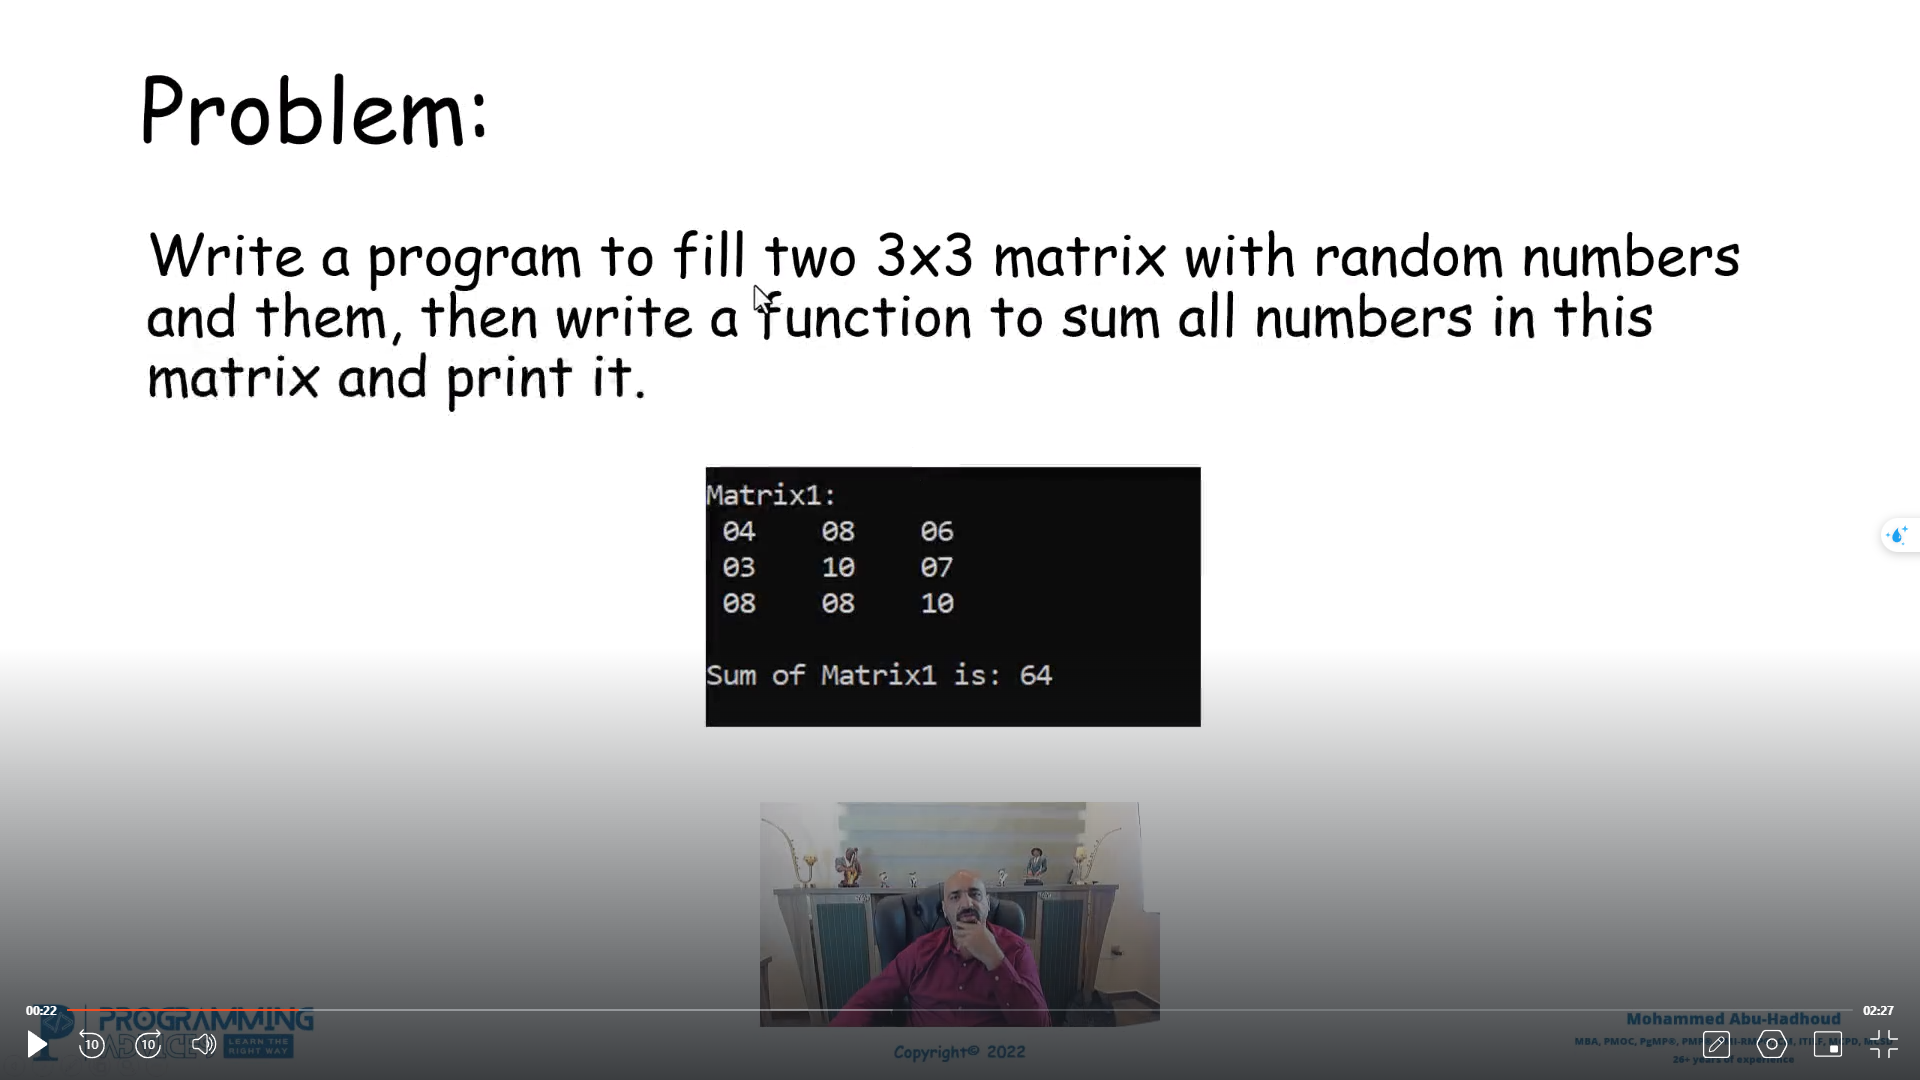 Problem:
Write a program to fill two 3x3 matrix with random numbers
and them, then write a function to sum all numbers in this
matrix and print it.
Matrix1:
04 08 06
03 10 07
08 08 10
Sum of Matrix1 is: 64
00:22
02:27
PROGRAMMING
ADVICES
LEARN THE
RIGHT WAY
10
10
Copyright© 2022
Mohammed Abu-Hadhoud
MBA, PMOC, PgMP®,
26+ years of experience